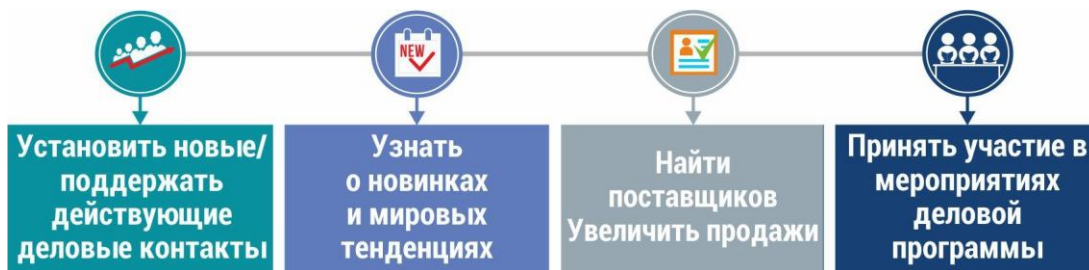 Установить новые/
поддержать
действующие
деловые контакты
NEW
Узнать
о новинках
и мировых
тенденциях
Найти
поставщиков
Увеличить продажи
Принять участие в
мероприятиях
деловой
программы